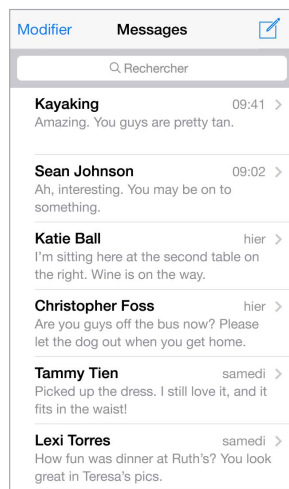 Modifier Messages
Rechercher
Kayaking 09:41
Amazing. You guys are pretty tan.
Sean Johnson 09:02
Ah, interesting. You may be on to
something.
Katie Ball hier
I'm sitting here at the second table on
the right. Wine is on the way.
Christopher Foss hier
Are you guys off the bus now? Please
let the dog out when you get home.
Tammy Tien samedi
Picked up the dress. I still love it, and it
fits in the waist!
Lexi Torres samedi
How fun was dinner at Ruth's? You look
great in Teresa's pics.